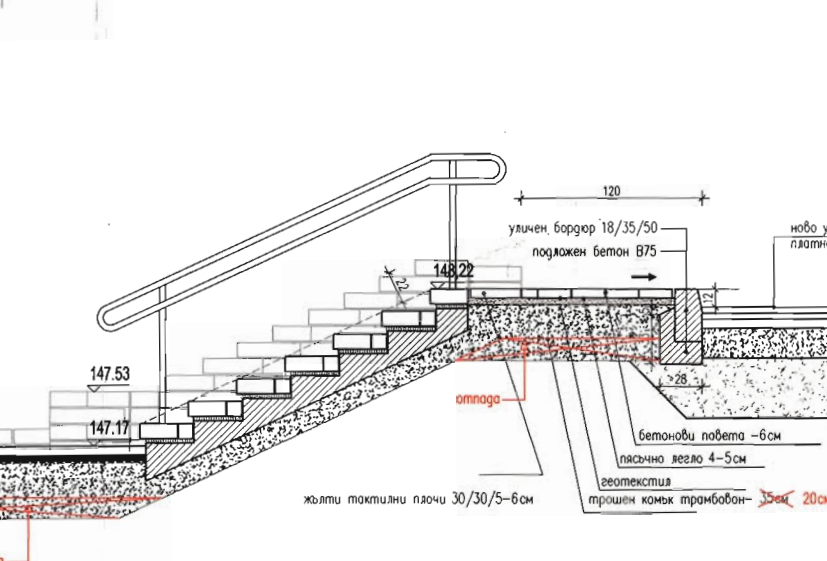 120
уличен бордюр 18/35/50
ново у
подложен бетон В75
платн
148.22
22
12
147.53
28
отпада
147.17
бетонови павета -6см
пясъчно легло 4-5см
геотекстил
жълти тактилни плочи 30/30/5-6см
трошен камък трамбован- 35см 20см